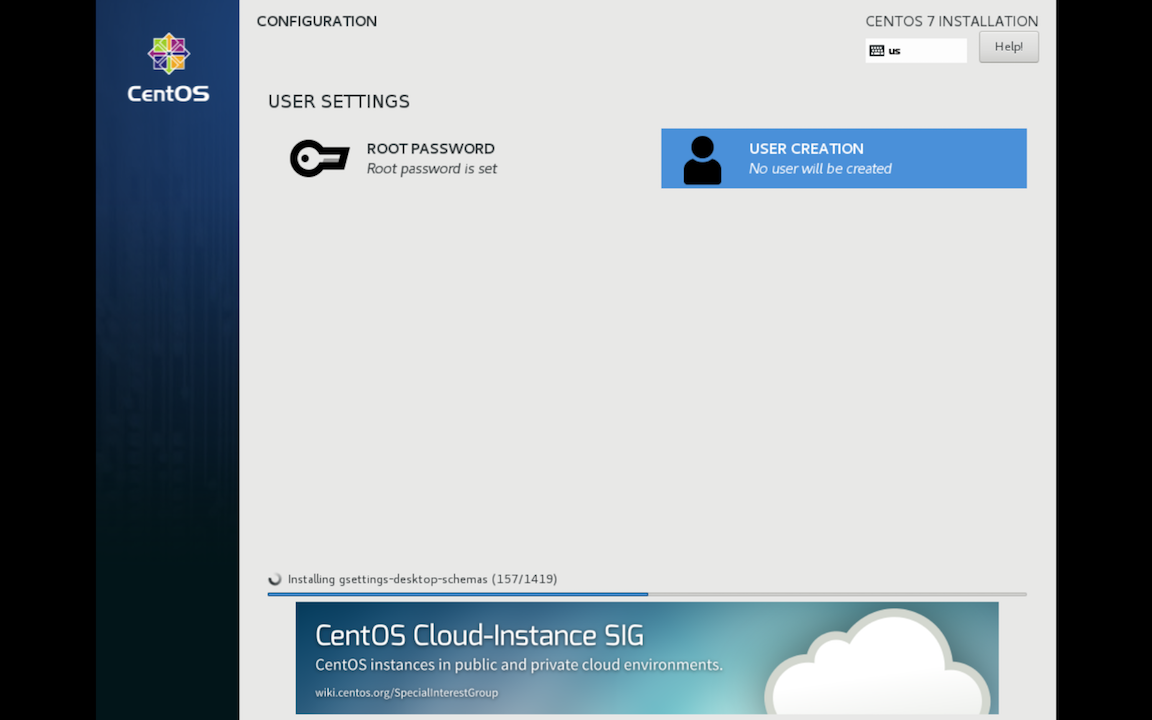 CentOS
CONFIGURATION
CENTOS 7 INSTALLATION
us
Help!
USER SETTINGS
ROOT PASSWORD
Root password is set
USER CREATION
No user will be created
Installing gsettings-desktop-schemas (157/1419)
CentOS Cloud-Instance SIG
CentOS instances in public and private cloud environments.
wiki.centos.org/SpecialInterestGroup